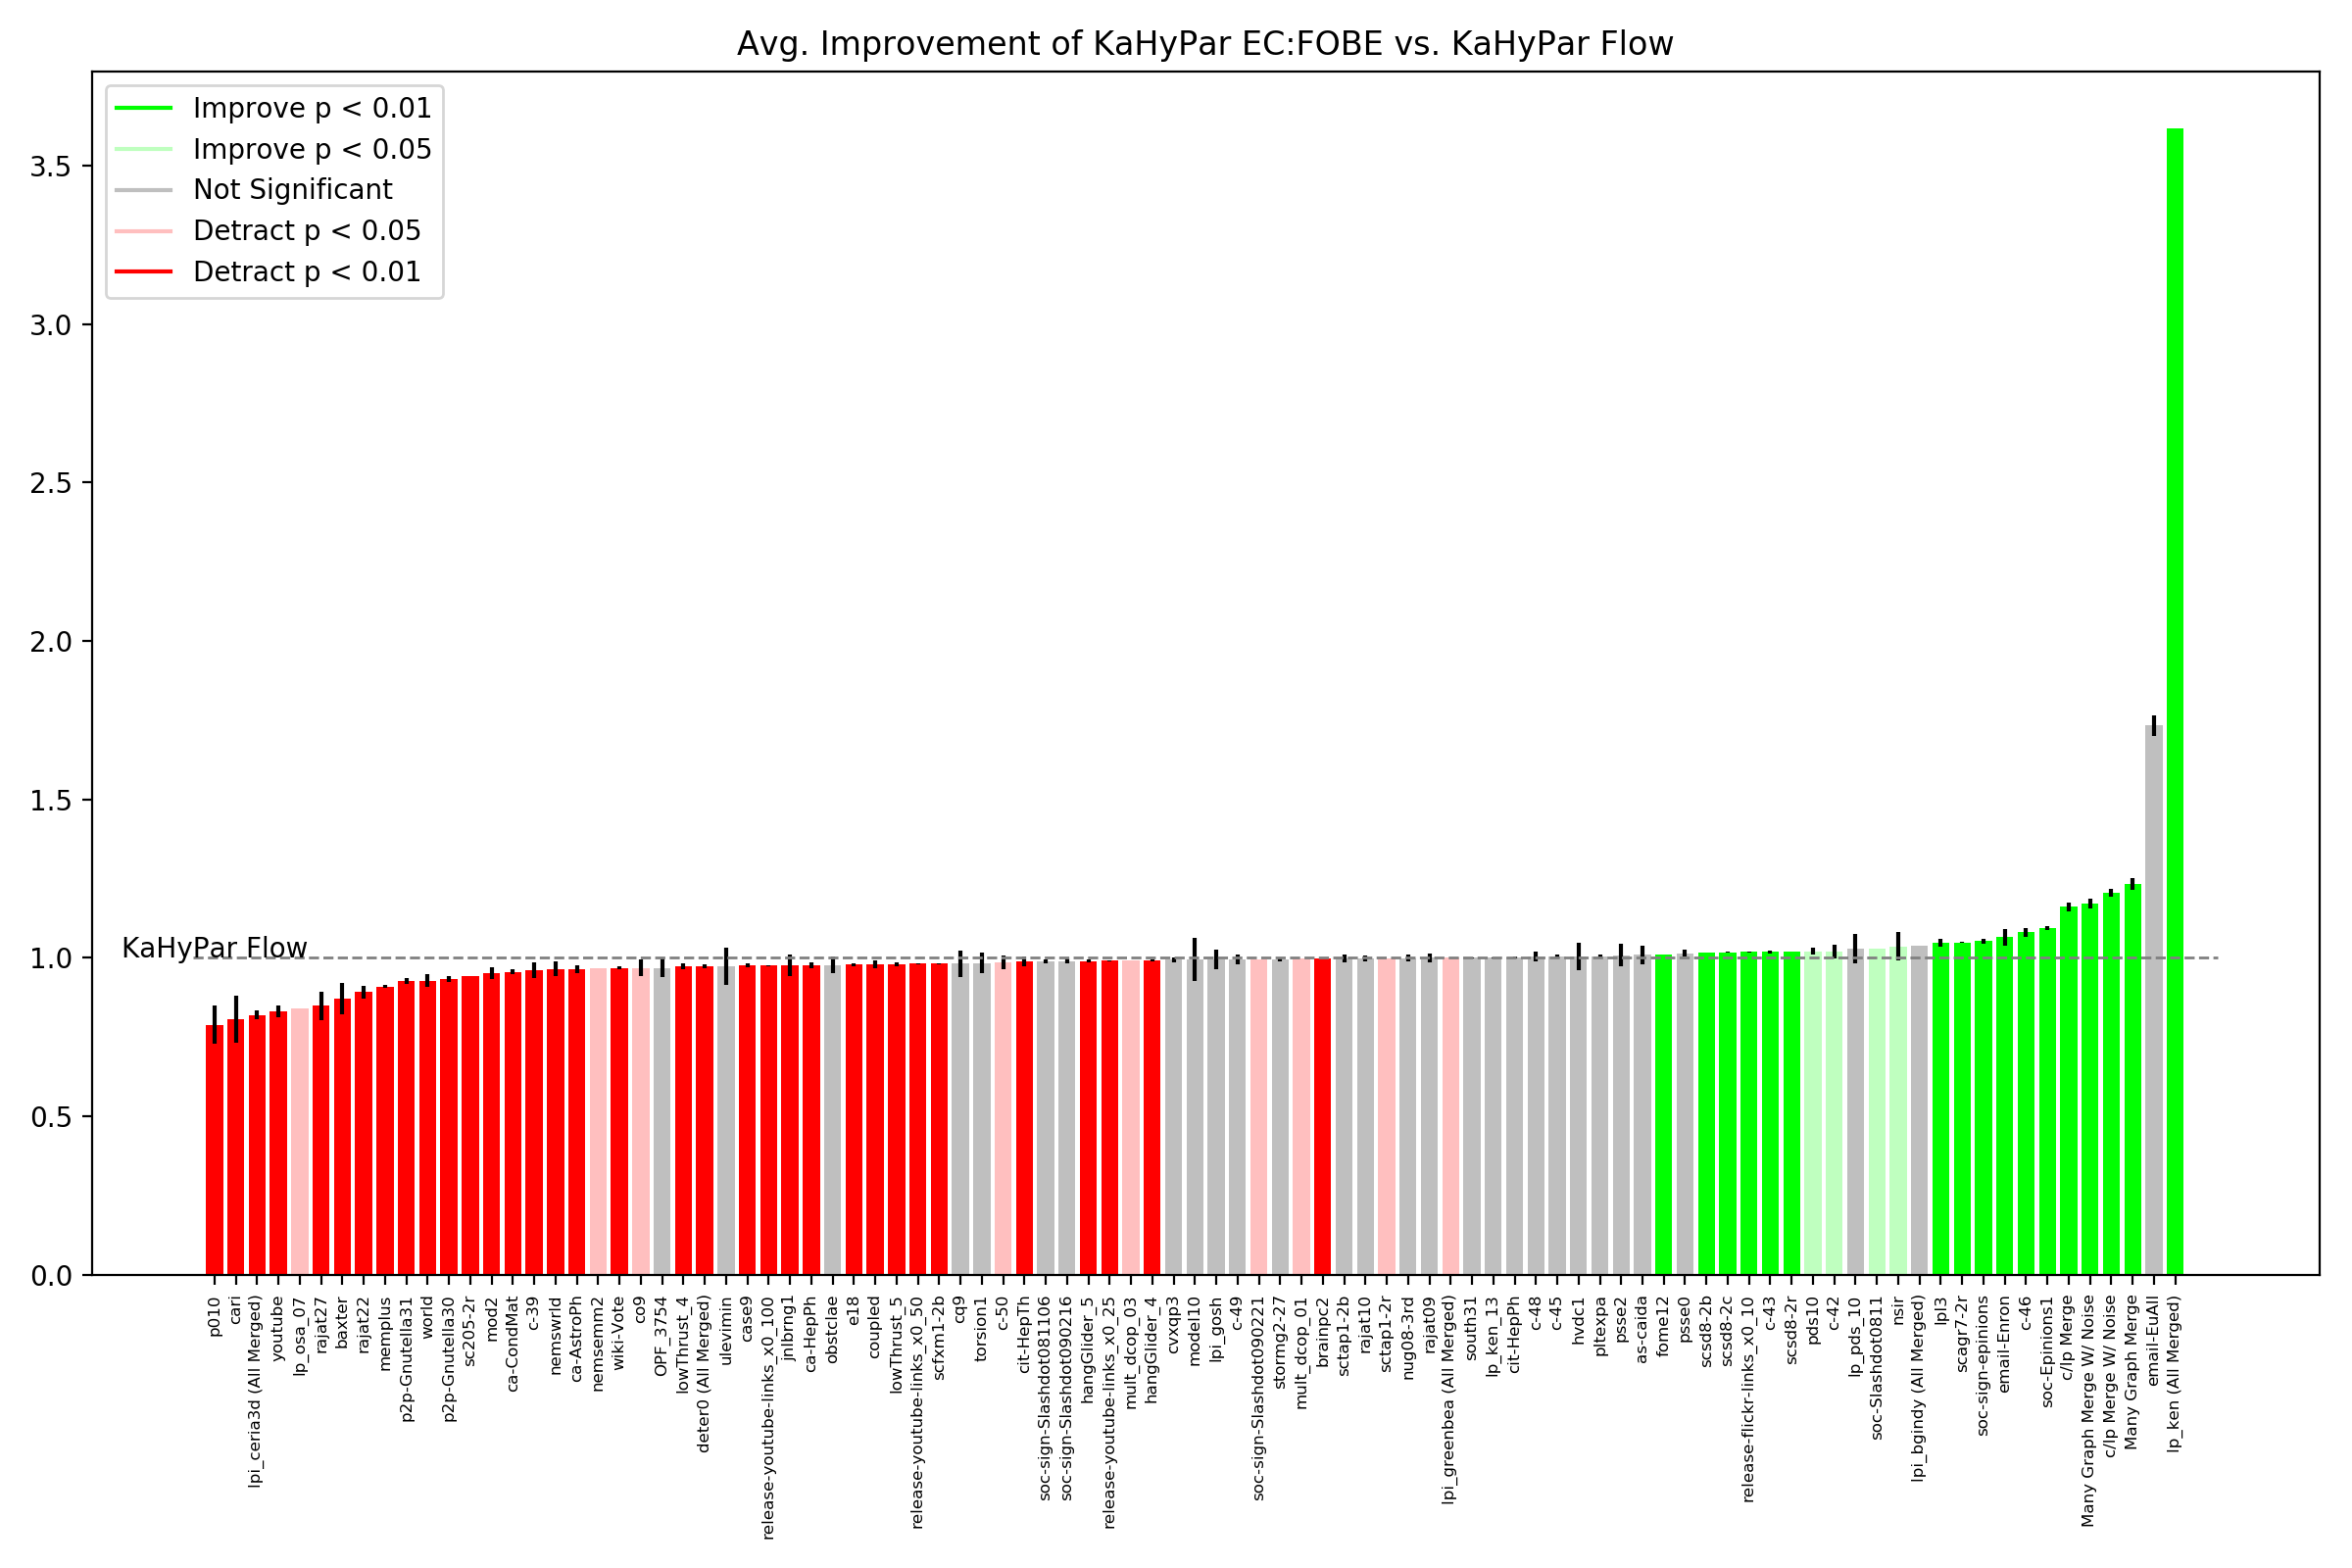 Avg. Improvement of KaHyPar EC:FOBE vs. KaHyPar Flow
Improve p < 0.01
Improve p < 0.05
Not Significant
Detract p < 0.05
Detract p < 0.01
3.5
3.0
2.5
2.0
1.5
1.0
0.5
0.0
KaHyPar Flow
p010
cari
lpi_ceria3d (All Merged)
youtube
lp_osa_07
rajat27
baxter
rajat22
memplus
p2p-Gnutella31
world
p2p-Gnutella30
sc205-2r
mod2
ca-CondMat
c-39
nemswrld
ca-AstroPh
nemsemm2
wiki-Vote
co9
OPF_3754
lowThrust_4
deter0 (All Merged)
ulevimin
case9
release-youtube-links_x0_100
jnlbrng1
ca-HepPh
obstclae
e18
coupled
lowThrust_5
release-youtube-links_x0_50
scfxm1-2b
cq9
torsion1
c-50
cit-HepTh
soc-sign-Slashdot081106
soc-sign-Slashdot090216
hangGlider_5
release-youtube-links_x0_25
mult_dcop_03
hangGlider_4
cvxqp3
model10
lpi_gosh
c-49
soc-sign-Slashdot090221
stormg2-27
mult_dcop_01
brainpc2
sctap1-2b
rajat10
sctap1-2r
nug08-3rd
rajat09
lpi_greenbea (All Merged)
south31
lp_ken_13
cit-HepPh
c-48
c-45
hvdc1
pltexpa
psse2
as-caida
fome12
psse0
scsd8-2b
scsd8-2c
release-flickr-links_x0_10
c-43
scsd8-2r
pds10
c-42
lp_pds_10
soc-Slashdot0811
nsir
lpi_bgindy (All Merged)
lpl3
scagr7-2r
soc-sign-epinions
email-Enron
c-46
soc-Epinions1
c/lp Merge
Many Graph Merge W/ Noise
c/lp Merge W/ Noise
Many Graph Merge
email-EuAll
lp_ken (All Merged)